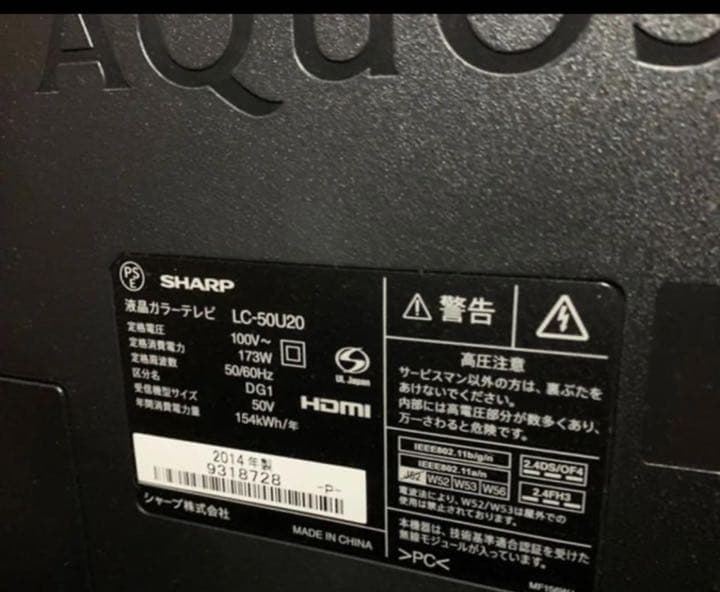 AQUOS
PSE
SHARP
液晶カラーテレビ LC-50U20
定格電圧 100V～
定格消費電力 173W
定格周波数 50/60Hz
区分名 DG1
受信機型サイズ 50V
年間消費電力量 154kWh/年
UL Japan
HDMI
2014年製
9318728 -P-
シャープ株式会社
MADE IN CHINA
警告
高圧注意
サービスマン以外の方は、裏ぶたを
あけないでください。
内部には高電圧部分が数多くあり、
万一さわると危険です。
IEEE802.11b/g/n
IEEE802.11a/n
J52 W52 W53 W56
2.4DS/OF4
2.4FH3
電波法により、W52/W53は屋外での
使用は禁止されております。
本機器は、技術基準適合認証を受けた
無線モジュールが入っています。
>PC<